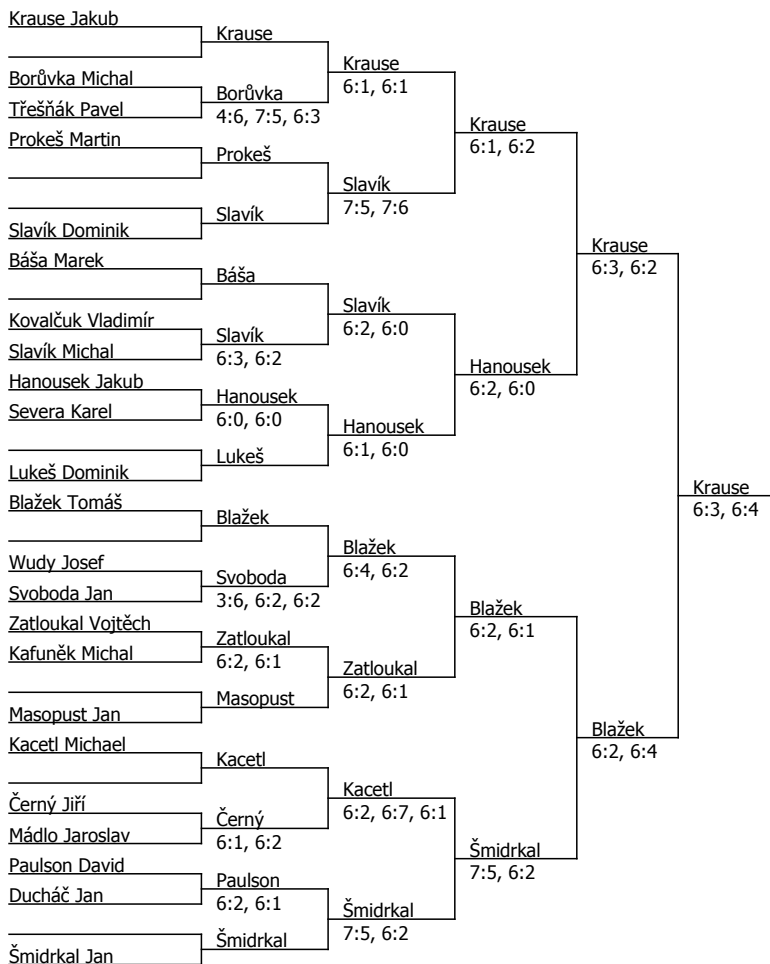 Krause Jakub
Krause
Krause
6:1, 6:1
Borůvka Michal
Borůvka
4:6, 7:5, 6:3
Třešňák Pavel
Krause
6:1, 6:2
Prokeš Martin
Prokeš
Slavík
7:5, 7:6
Slavík
Slavík Dominik
Krause
6:3, 6:2
Báša Marek
Báša
Slavík
6:2, 6:0
Kovalčuk Vladimír
Slavík
6:3, 6:2
Slavík Michal
Hanousek
6:2, 6:0
Hanousek Jakub
Hanousek
6:0, 6:0
Severa Karel
Hanousek
6:1, 6:0
Lukeš
Lukeš Dominik
Krause
6:3, 6:4
Blažek Tomáš
Blažek
Blažek
6:4, 6:2
Wudy Josef
Svoboda
3:6, 6:2, 6:2
Svoboda Jan
Blažek
6:2, 6:1
Zatloukal Vojtěch
Zatloukal
6:2, 6:1
Kafuněk Michal
Zatloukal
6:2, 6:1
Masopust
Masopust Jan
Blažek
6:2, 6:4
Kacetl Michael
Kacetl
Kacetl
6:2, 6:7, 6:1
Černý Jiří
Černý
6:1, 6:2
Mádlo Jaroslav
Šmidrkal
7:5, 6:2
Paulson David
Paulson
6:2, 6:1
Ducháč Jan
Šmidrkal
7:5, 6:2
Šmidrkal
Šmidrkal Jan